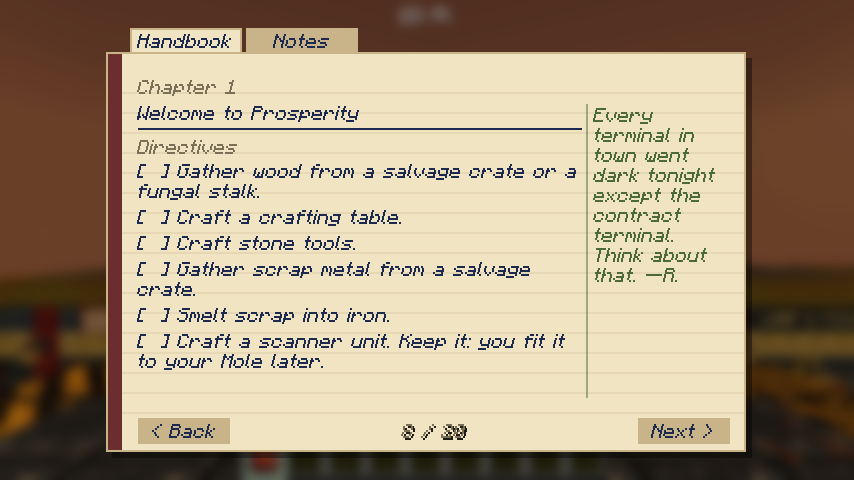 Handbook
Notes
Chapter 1
Welcome to Prosperity
Directives
[ ] Gather wood from a salvage crate or a
fungal stalk.
[ ] Craft a crafting table.
[ ] Craft stone tools.
[ ] Gather scrap metal from a salvage
crate.
[ ] Smelt scrap into iron.
[ ] Craft a scanner unit. Keep it: you fit it
to your Mole later.
Every
terminal in
town went
dark tonight
except the
contract
terminal.
Think about
that. —R.
< Back
8 / 20
Next >